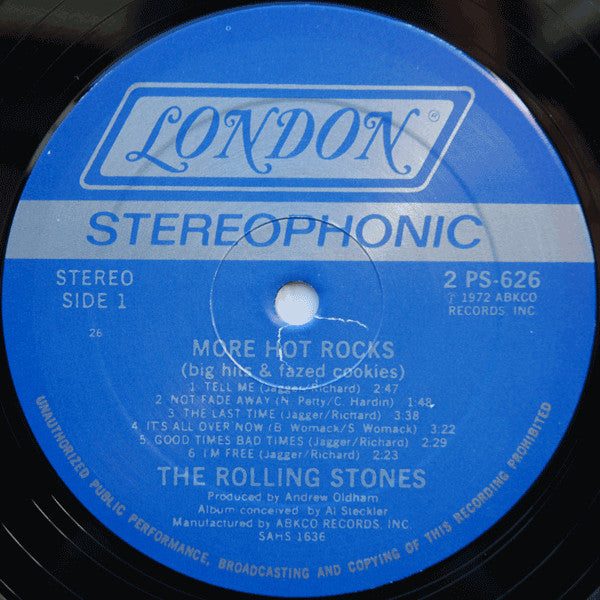 LONDON®
STEREOPHONIC
STEREO
SIDE 1
2 PS-626
℗ 1972 ABKCO
RECORDS, INC.
26
MORE HOT ROCKS
(big hits & fazed cookies)
1. TELL ME (Jagger/Richard) 2:47
2. NOT FADE AWAY (N. Petty/C. Hardin) 1:48
3. THE LAST TIME (Jagger/Richard) 3:38
4. IT'S ALL OVER NOW (B. Womack/S. Womack) 3:22
5. GOOD TIMES BAD TIMES (Jagger/Richard) 2:29
6. I'M FREE (Jagger/Richard) 2:23
THE ROLLING STONES
Produced by Andrew Oldham
Album conceived by Al Steckler
Manufactured by ABKCO RECORDS, INC.
SAHS 1636
UNAUTHORIZED PUBLIC PERFORMANCE, BROADCASTING AND COPYING OF THIS RECORDING PROHIBITED